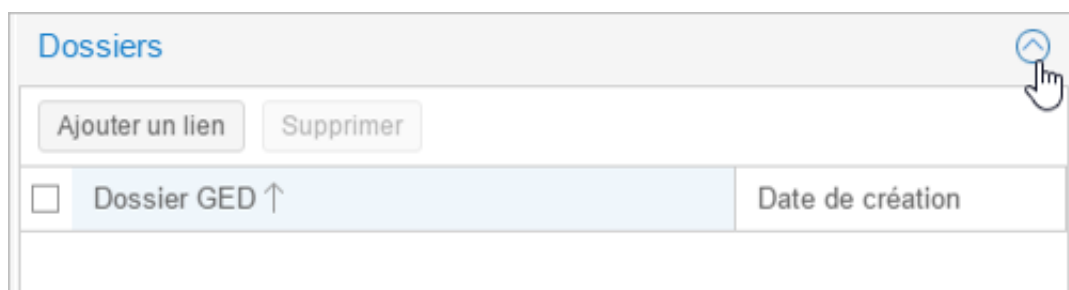 Dossiers
Ajouter un lien Supprimer
Dossier GED ↑ Date de création